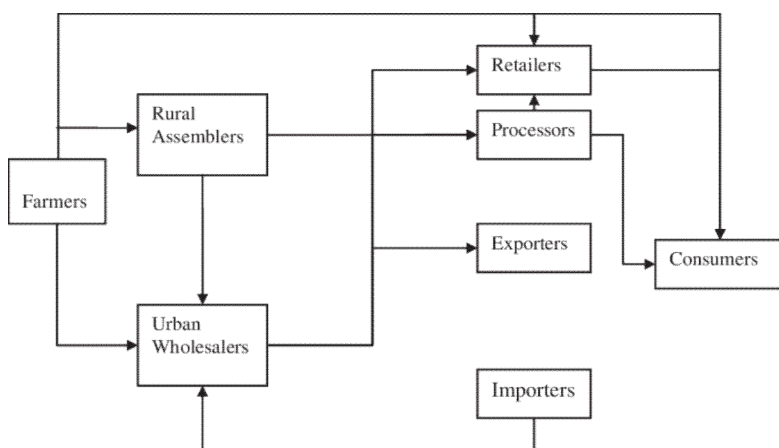 Retailers
Rural
Assemblers
Processors
Farmers
Exporters
Consumers
Urban
Wholesalers
Importers